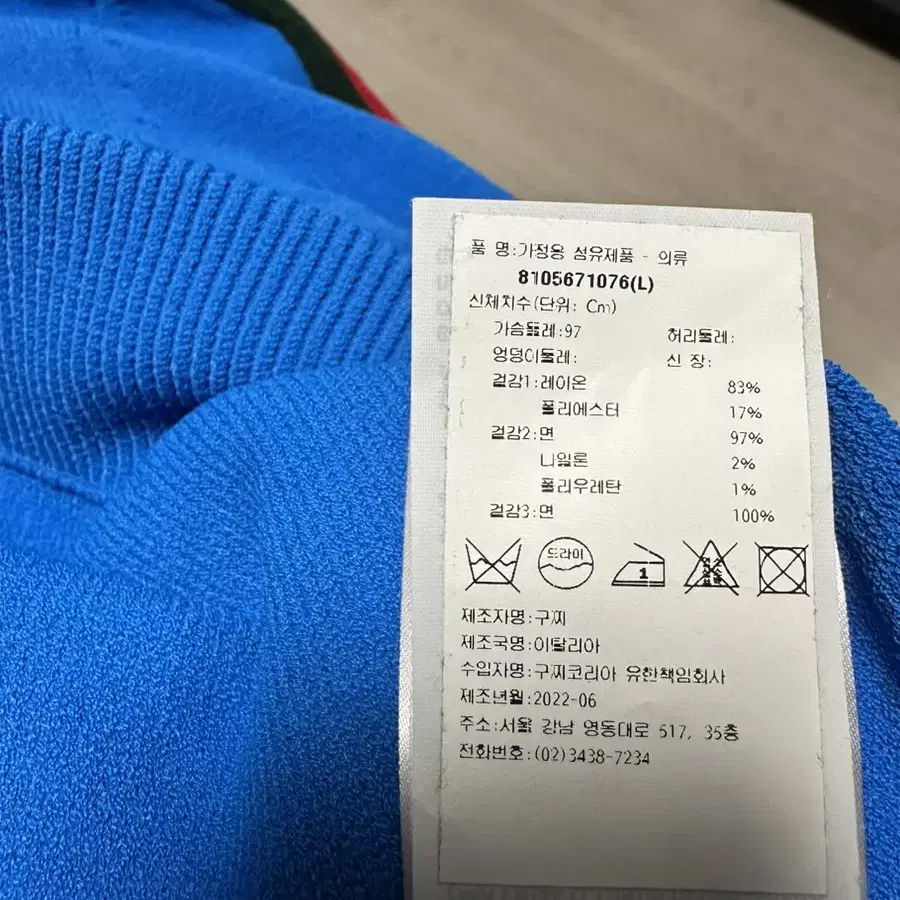 품 명:가정용 섬유제품 - 의류
8105671076(L)
신체치수(단위: Cm)
가슴둘레:97 허리둘레:
엉덩이둘레: 신 장:
겉감1:레이온 83%
폴리에스터 17%
겉감2:면 97%
나일론 2%
폴리우레탄 1%
겉감3:면 100%
드라이
1
제조자명:구찌
제조국명:이탈리아
수입자명:구찌코리아 유한책임회사
제조년월:2022-06
주소:서울 강남 영동대로 517, 35층
전화번호:(02)3438-7234